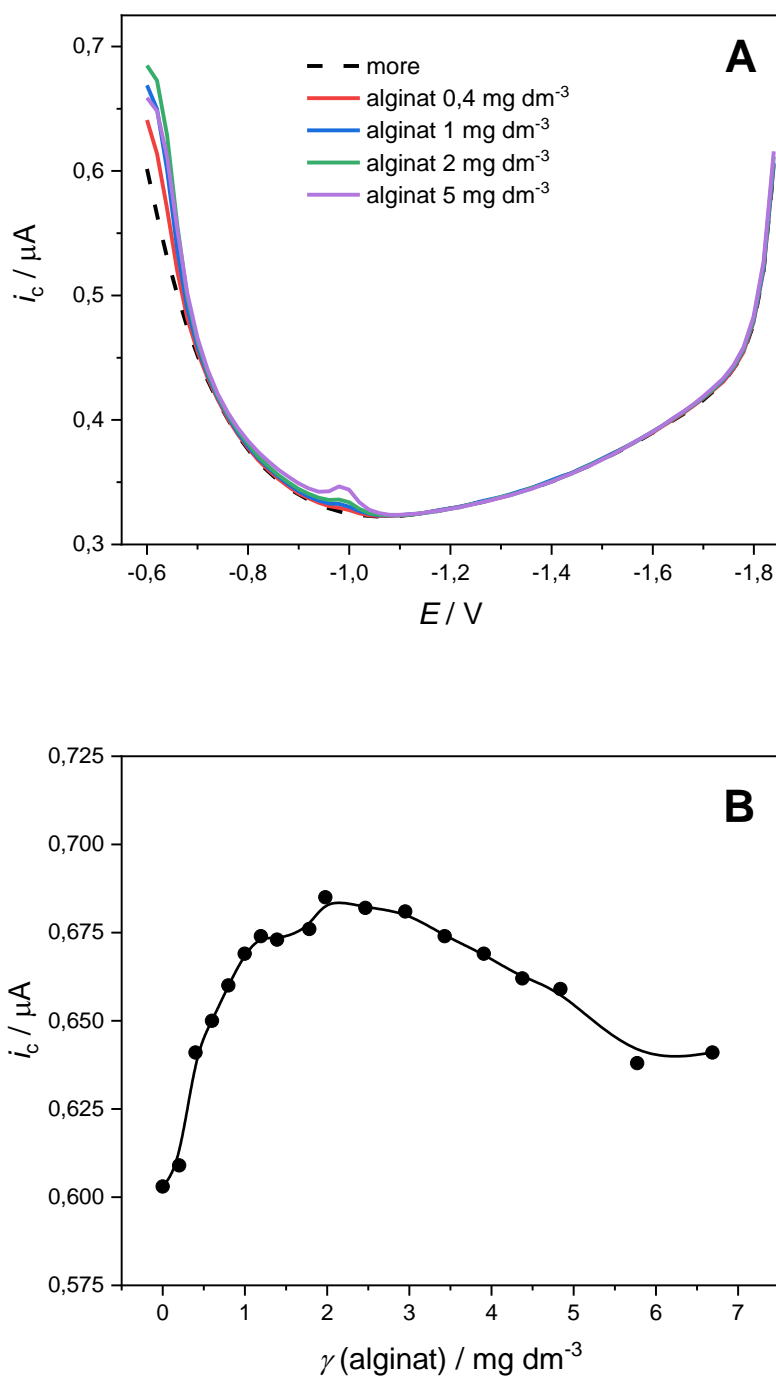 A
more
alginat 0,4 mg dm-3
alginat 1 mg dm-3
alginat 2 mg dm-3
alginat 5 mg dm-3
0,7
0,6
0,5
0,4
0,3
ic / μA
-0,6 -0,8 -1,0 -1,2 -1,4 -1,6 -1,8
E / V
B
0,725
0,700
0,675
0,650
0,625
0,600
0,575
ic / μA
0 1 2 3 4 5 6 7
γ (alginat) / mg dm-3